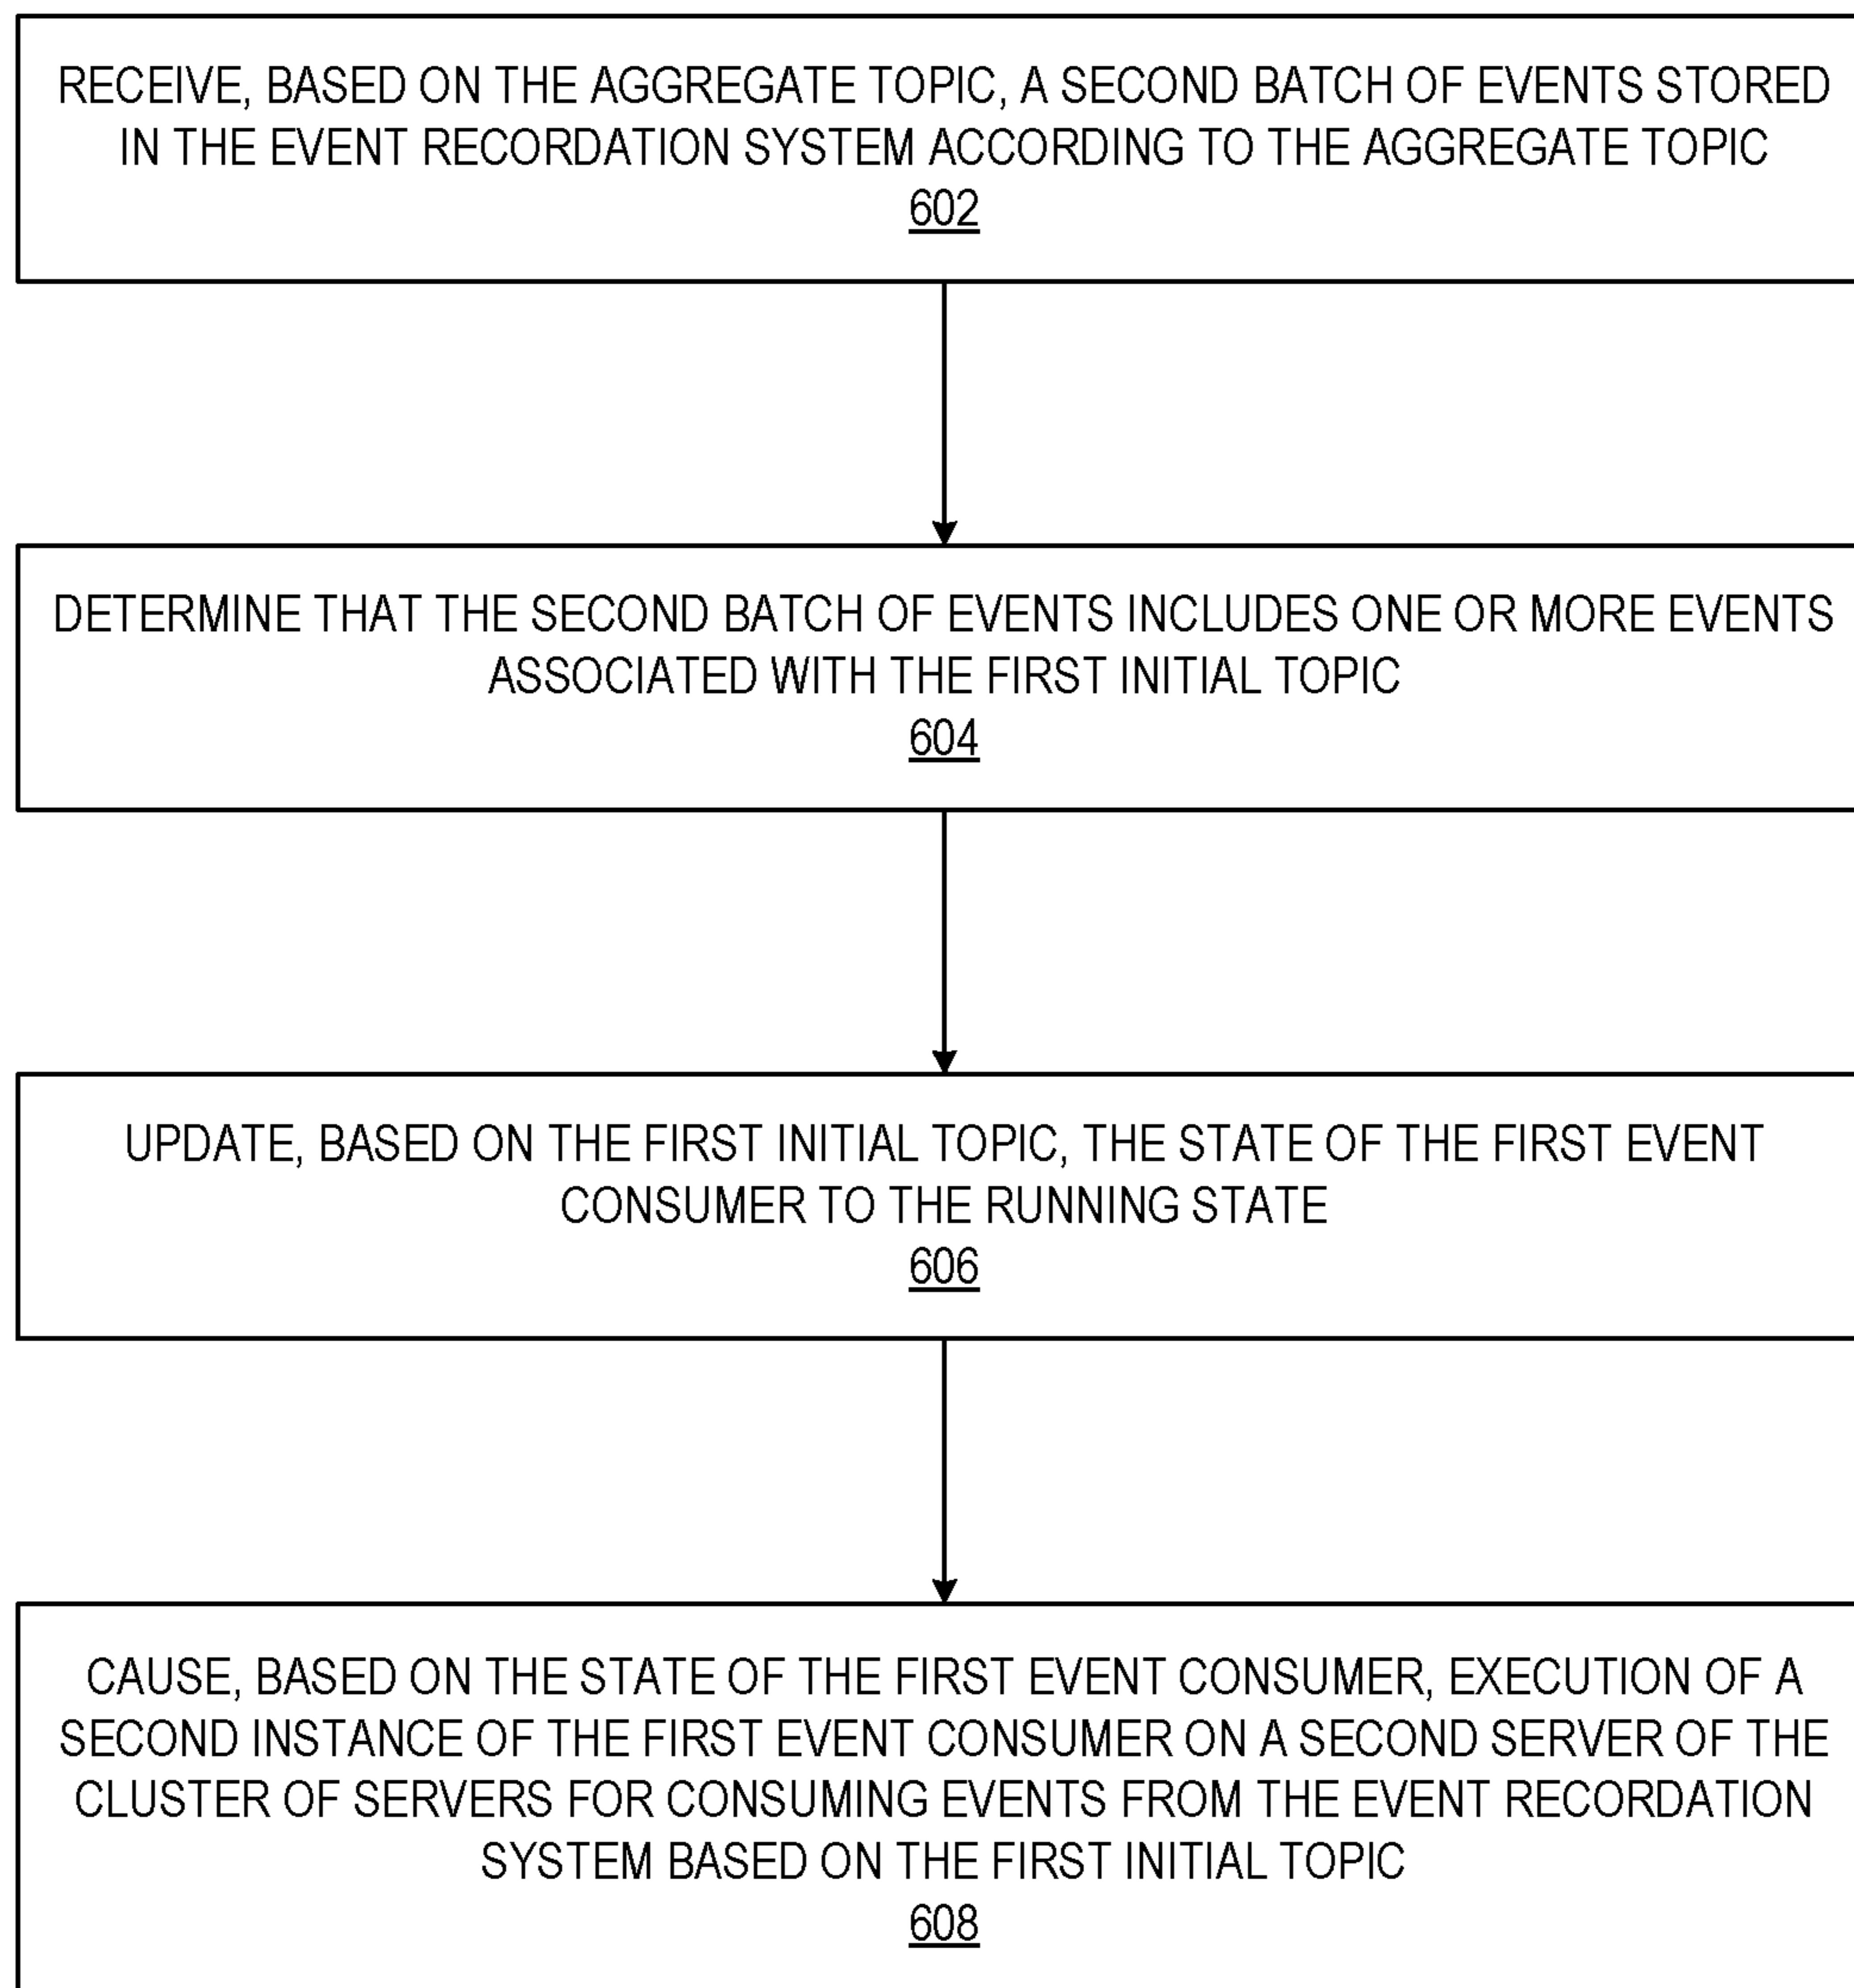 RECEIVE, BASED ON THE AGGREGATE TOPIC, A SECOND BATCH OF EVENTS STORED
IN THE EVENT RECORDATION SYSTEM ACCORDING TO THE AGGREGATE TOPIC
602
DETERMINE THAT THE SECOND BATCH OF EVENTS INCLUDES ONE OR MORE EVENTS
ASSOCIATED WITH THE FIRST INITIAL TOPIC
604
UPDATE, BASED ON THE FIRST INITIAL TOPIC, THE STATE OF THE FIRST EVENT
CONSUMER TO THE RUNNING STATE
606
CAUSE, BASED ON THE STATE OF THE FIRST EVENT CONSUMER, EXECUTION OF A
SECOND INSTANCE OF THE FIRST EVENT CONSUMER ON A SECOND SERVER OF THE
CLUSTER OF SERVERS FOR CONSUMING EVENTS FROM THE EVENT RECORDATION
SYSTEM BASED ON THE FIRST INITIAL TOPIC
608